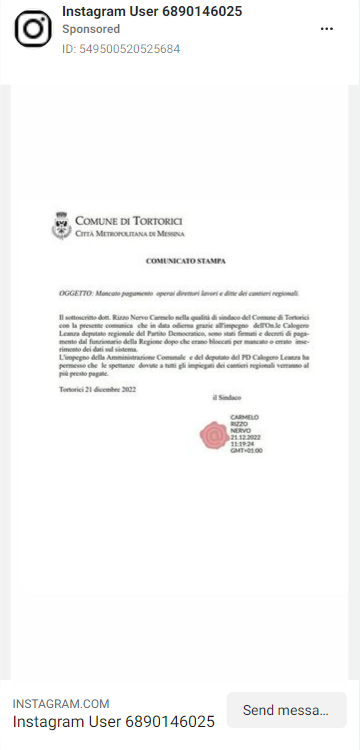 Instagram User 6890146025
Sponsored
ID: 549500520525684
COMUNE DI TORTORICI
CITTÀ METROPOLITANA DI MESSINA
COMUNICATO STAMPA
OGGETTO: Mancato pagamento operai direttori lavori e ditte dei cantieri regionali.
Il sottoscritto dott. Rizzo Nervo Carmelo nella qualità di sindaco del Comune di Tortorici
con la presente comunica che in data odierna grazie all'impegno dell'On.le Calogero
Leanza deputato regionale del Partito Democratico, sono stati firmati e decreti di paga-
mento dal funzionario della Regione dopo che erano bloccati per mancato o errato inse-
rimento dei dati sul sistema.
L'impegno della Amministrazione Comunale e del deputato del PD Calogero Leanza ha
permesso che le spettanze dovute a tutti gli impiegati dei cantieri regionali verranno al
più presto pagate.
Tortorici 21 dicembre 2022
il Sindaco
CARMELO
RIZZO
NERVO
21.12.2022
11:19:24
GMT+01:00
INSTAGRAM.COM
Instagram User 6890146025
Send messa...